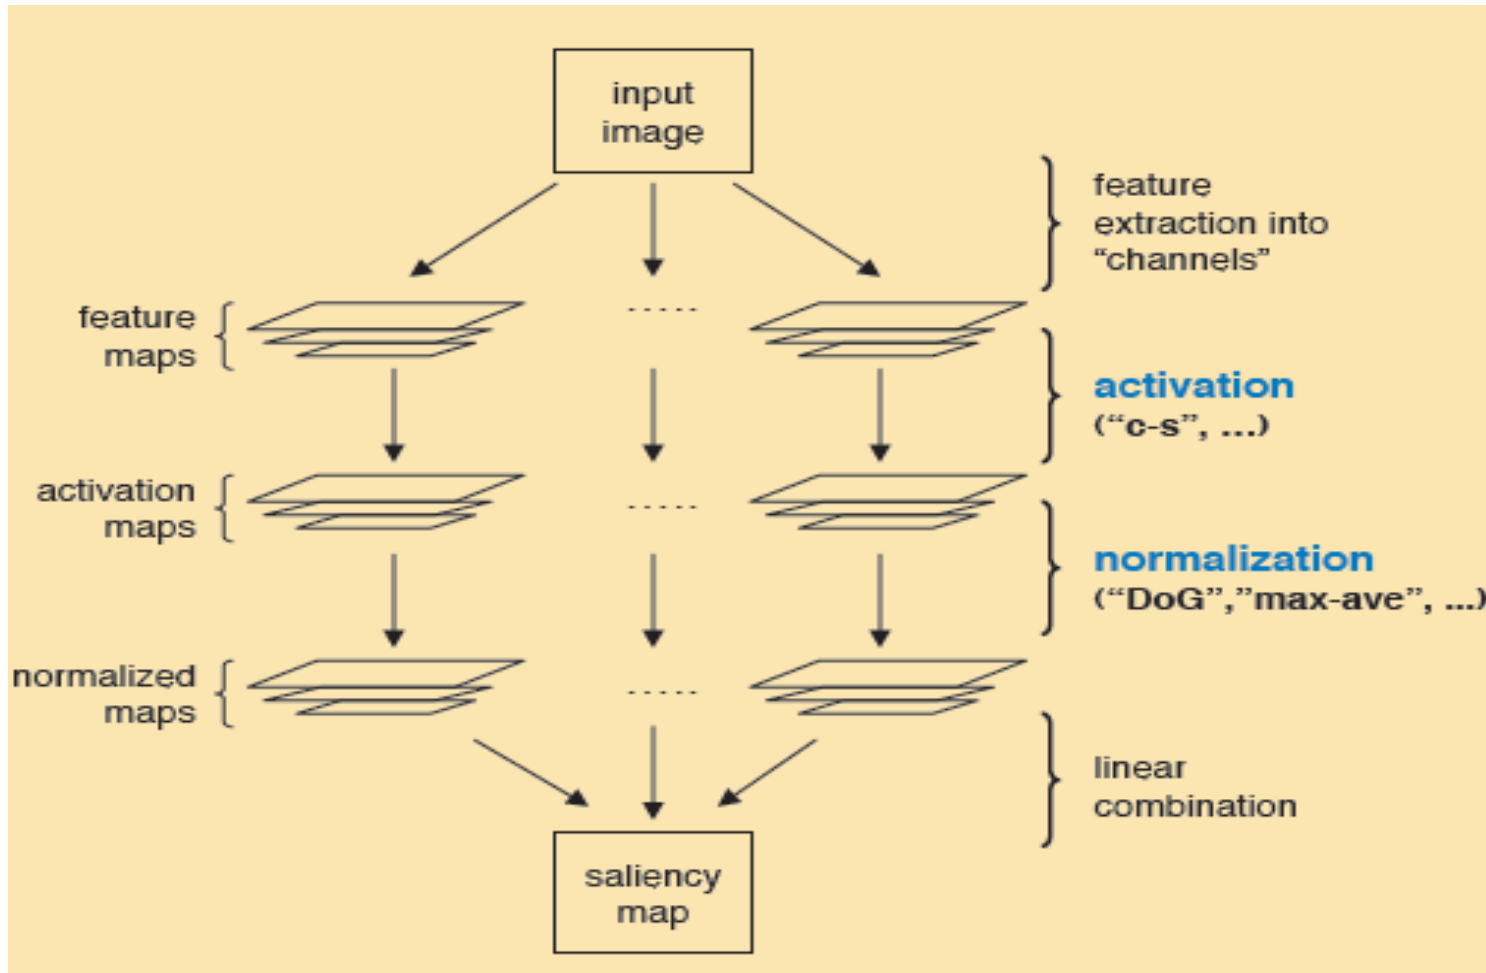 input
image
feature
extraction into
“channels”
feature
maps
activation
(“c-s”, ...)
activation
maps
normalization
(“DoG”,”max-ave”, ...)
normalized
maps
linear
combination
saliency
map